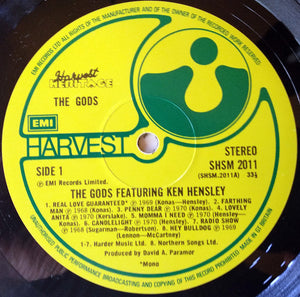 EMI RECORDS LTD. ALL RIGHTS OF THE MANUFACTURER AND OF THE OWNER OF THE RECORDED WORK RESERVED
UNAUTHORISED PUBLIC PERFORMANCE BROADCASTING AND COPYING OF THIS RECORD PROHIBITED
MADE IN GT BRITAIN
Harvest
HERITAGE
THE GODS
EMI
HARVEST
STEREO
SHSM 2011
(SHSM.2011A) 33⅓
SIDE 1
℗ EMI Records Limited.
THE GODS FEATURING KEN HENSLEY
1. REAL LOVE GUARANTEED* ℗ 1969 (Konas—Hensley) 2. FARTHING
MAN ℗ 1968 (Konas) 3. PENNY DEAR ℗ 1970 (Konas) 4. LOVELY
ANITA ℗ 1970 (Kerslake) 5. MOMMA I NEED ℗ 1970 (Hensley)
6. CANDLELIGHT ℗ 1970 (Hensley) 7. RADIO SHOW
℗ 1968 (Sugarman—Robertson) 8. HEY BULLDOG ℗ 1969
(Lennon—McCartney)
1-7. Harder Music Ltd. 8. Northern Songs Ltd.
Produced by David A. Paramor
*Mono